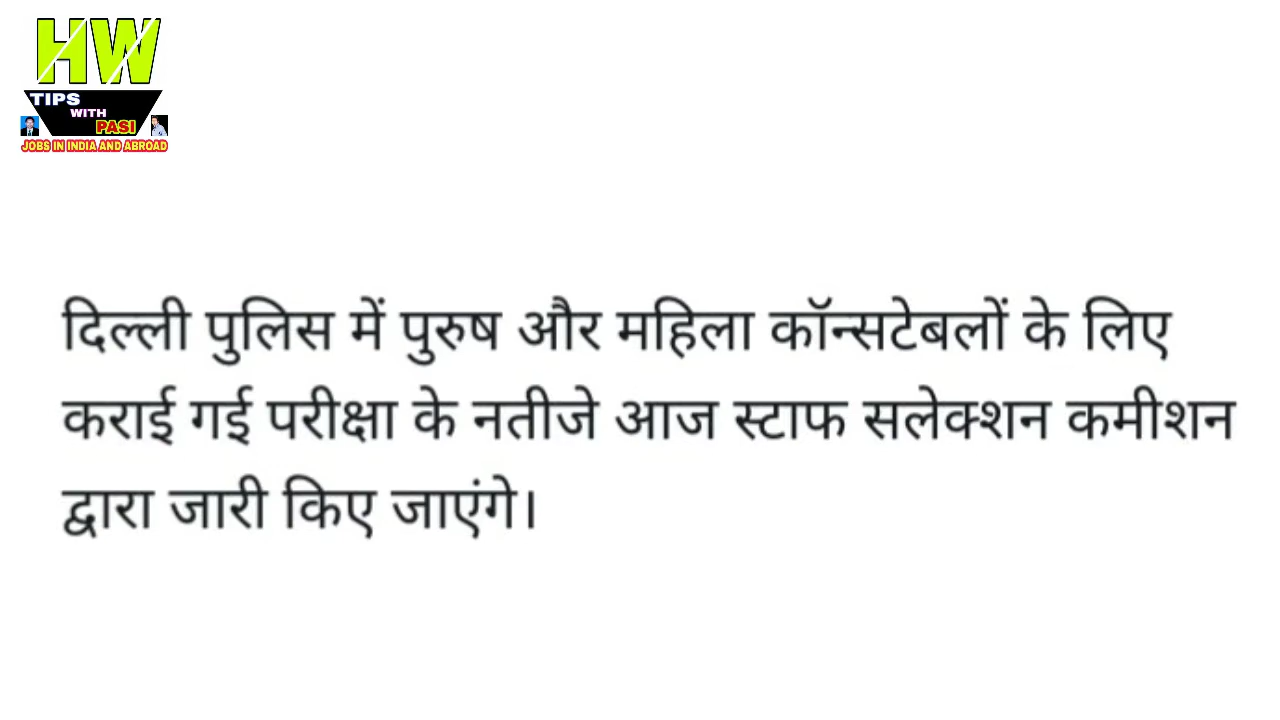 HW
TIPS
WITH
PASI
JOBS IN INDIA AND ABROAD
दिल्ली पुलिस में पुरुष और महिला कॉन्सटेबलों के लिए
कराई गई परीक्षा के नतीजे आज स्टाफ सलेक्शन कमीशन
द्वारा जारी किए जाएंगे।